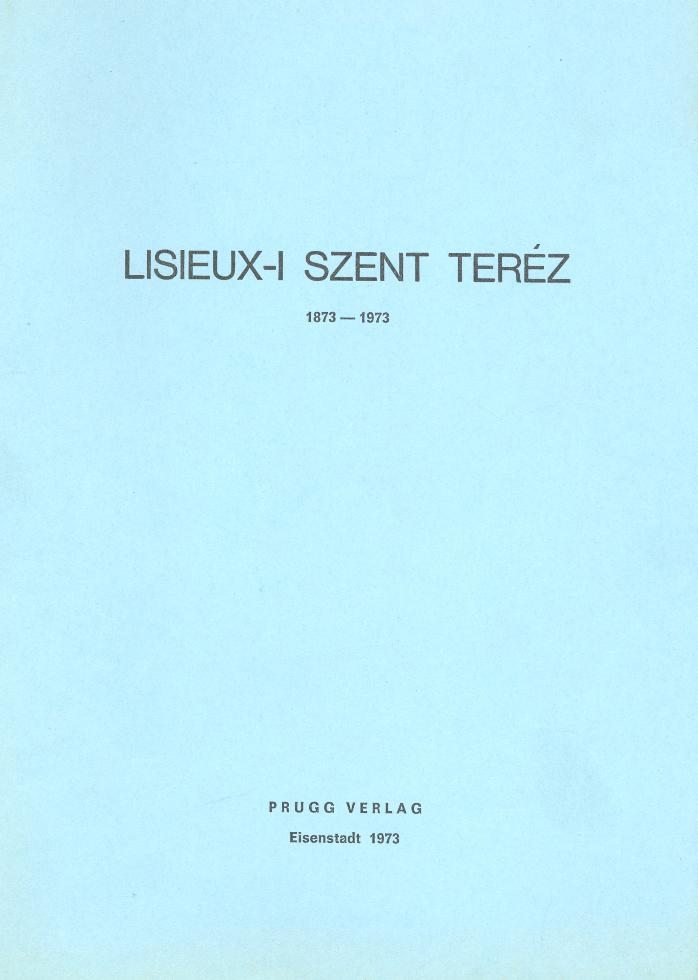 LISIEUX-I SZENT TERÉZ
1873 — 1973
PRUGG VERLAG
Eisenstadt 1973